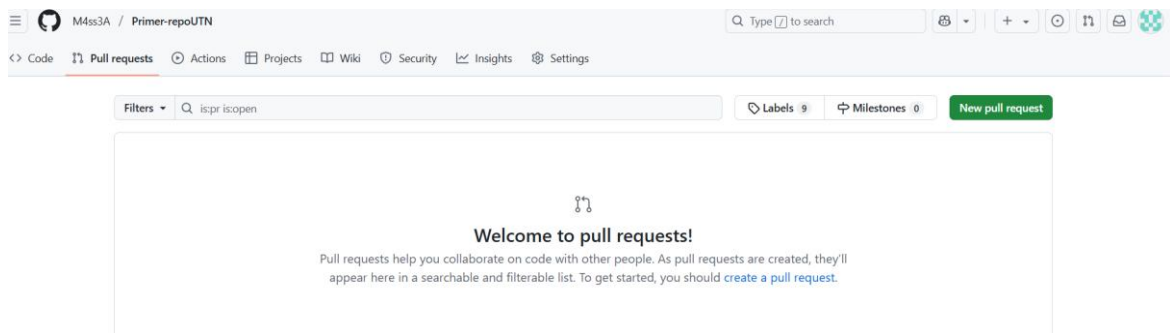 M4ss3A / Primer-repoUTN
Type / to search
Code Pull requests Actions Projects Wiki Security Insights Settings
Filters is:pr is:open Labels 9 Milestones 0 New pull request
Welcome to pull requests!
Pull requests help you collaborate on code with other people. As pull requests are created, they'll
appear here in a searchable and filterable list. To get started, you should create a pull request.